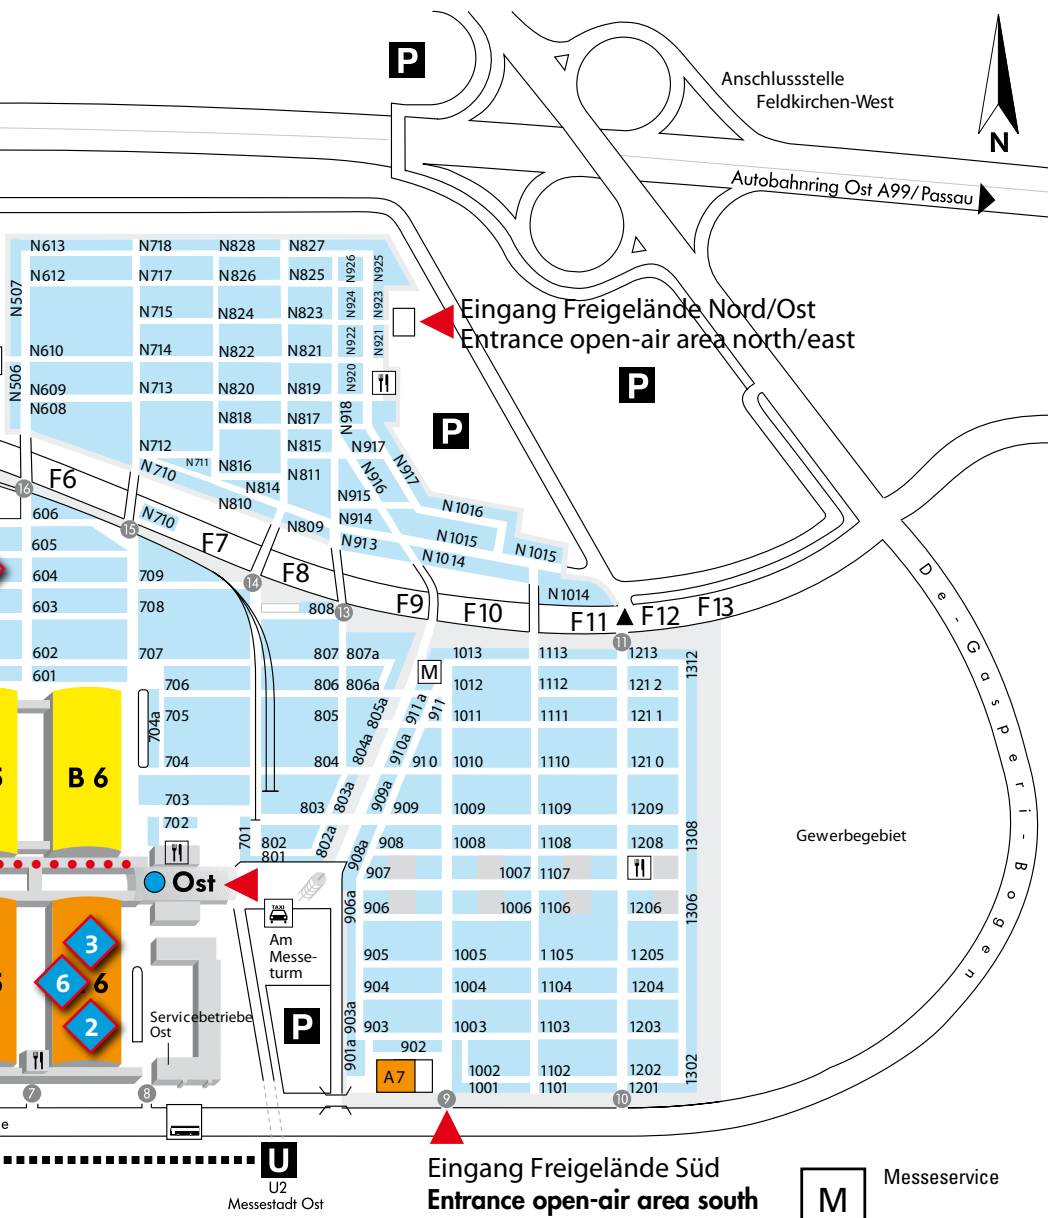 P
Anschlussstelle
Feldkirchen-West
N
Autobahnring Ost A99/Passau
N613 N718 N828 N827 N926 N925
N612 N717 N826 N825
N507 N715 N824 N823 N924 N923
Eingang Freigelände Nord/Ost
Entrance open-air area north/east
N610 N714 N822 N821 N922 N921
N506 N609 N713 N820 N819 N920
P
N608 N818 N817 N918
P
N712 N815 N917
N710 N711 N816 N811 N916 N917
F6 N814
16 N810 N915 N1016
606 N710 N809 N914
15 F7 N913 N1015 N1015
605 N1014
604 709 14 F8 N1014
603 708 808 13 F9 F10 F11 F12 F13
11
602 707 807 807a 1013 1113 1213 1312
601 M
706 806 806a 1012 1112 1212
704a 705 805 805a 911a 911 1011 1111 1211
B 6 704 804 804a 910a 910 1010 1110 1210
703 803 803a 909a 909 1009 1109 1209
702 701 802 802a 908a 908 1008 1108 1208 1308
801
Gewerbegebiet
De-Gasperi-Bogen
907 1007 1107
Ost
TAXI
906a 906 1006 1106 1206 1306
Am
Messe-
turm
3
905 1005 1105 1205
6 6
904 1004 1104 1204
2
Servicebetriebe
Ost
P
903a 903 1003 1103 1203
901a 902
A7
1002 1102 1202 1302
1001 1101 1201
7 8 9 10
e
U
U2
Messestadt Ost
Eingang Freigelände Süd
Entrance open-air area south
M
Messeservice